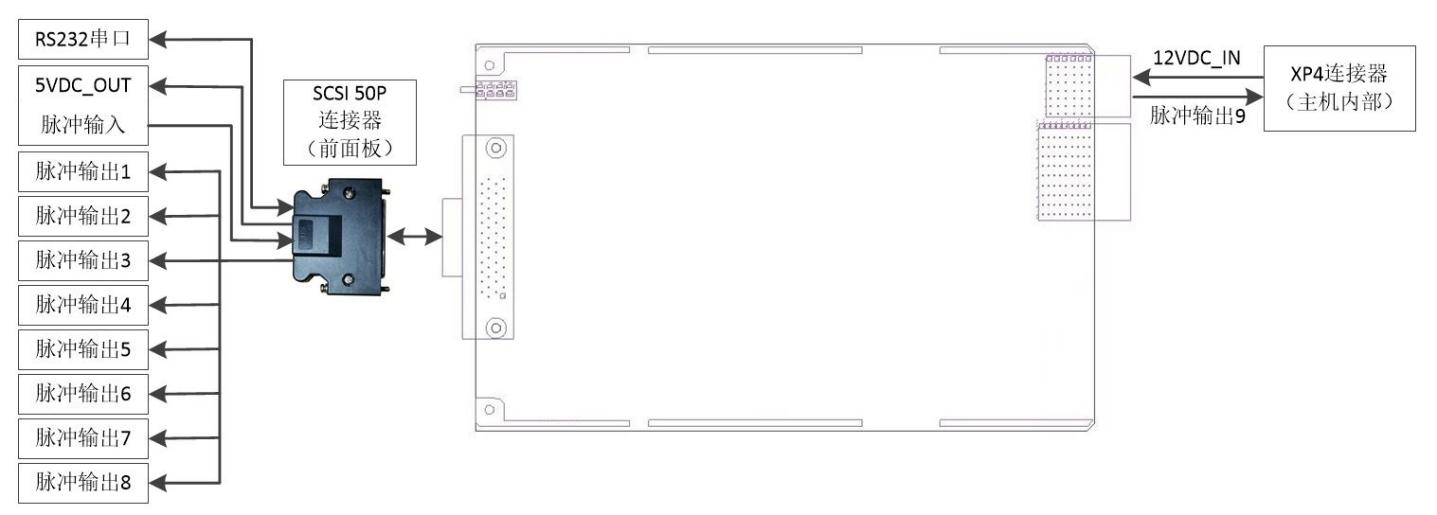 RS232串口
5VDC_OUT
脉冲输入
脉冲输出1
脉冲输出2
脉冲输出3
脉冲输出4
脉冲输出5
脉冲输出6
脉冲输出7
脉冲输出8
SCSI 50P
连接器
（前面板）
12VDC_IN
脉冲输出9
XP4连接器
（主机内部）